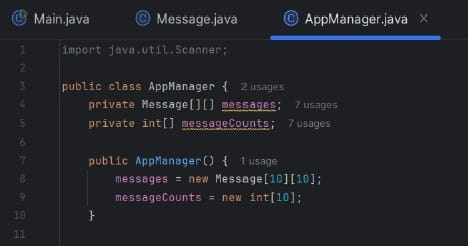 Main.java Message.java AppManager.java
1 import java.util.Scanner;
2
3 public class AppManager { 2 usages
4 private Message[][] messages; 7 usages
5 private int[] messageCounts; 7 usages
6
7 public AppManager() { 1 usage
8 messages = new Message[10][10];
9 messageCounts = new int[10];
10 }
11